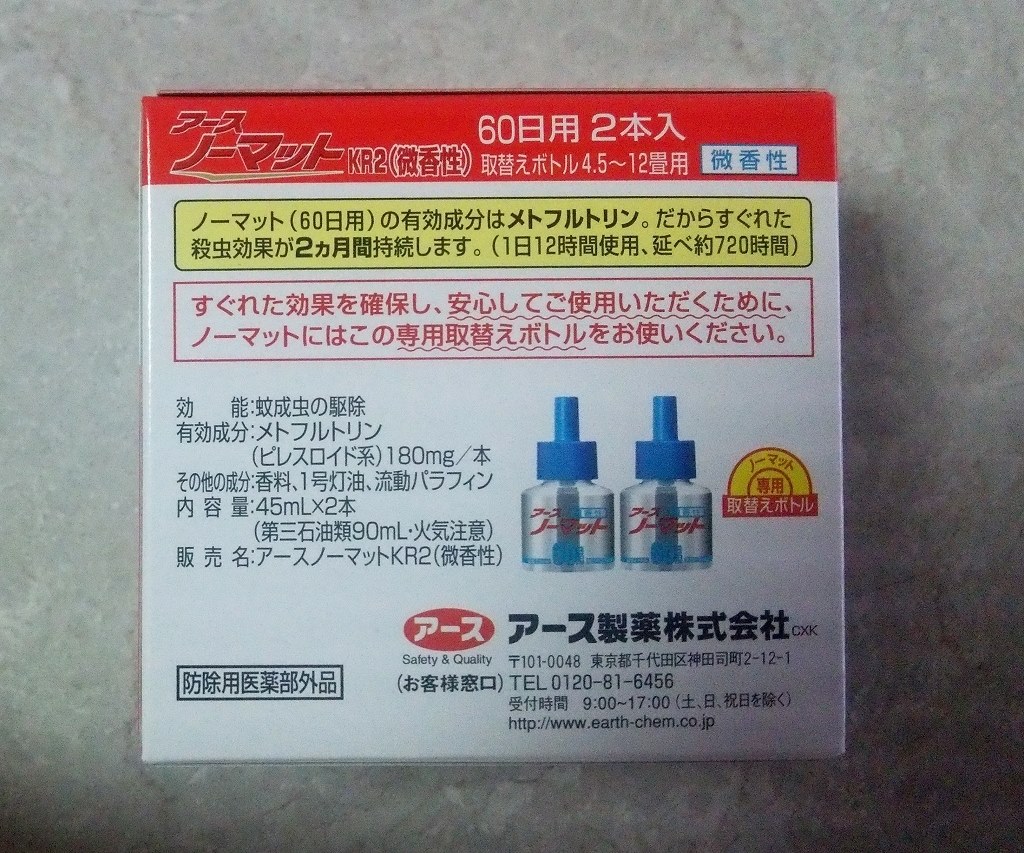 アース
ノーマット KR2(微香性)
60日用 2本入
取替えボトル4.5〜12畳用
微香性
ノーマット(60日用)の有効成分はメトフルトリン。だからすぐれた
殺虫効果が2ヵ月間持続します。(1日12時間使用、延べ約720時間)
すぐれた効果を確保し、安心してご使用いただくために、
ノーマットにはこの専用取替えボトルをお使いください。
効 能:蚊成虫の駆除
有効成分:メトフルトリン
(ピレスロイド系)180mg/本
その他の成分:香料、1号灯油、流動パラフィン
内 容 量:45mL×2本
(第三石油類90mL・火気注意)
販 売 名:アースノーマットKR2(微香性)
アース
ノーマット
アース
ノーマット
ノーマット
専用
取替えボトル
アース
Safety & Quality
アース製薬株式会社 CXK
〒101-0048 東京都千代田区神田司町2-12-1
(お客様窓口)TEL 0120-81-6456
受付時間 9:00~17:00(土、日、祝日を除く)
http://www.earth-chem.co.jp
防除用医薬部外品